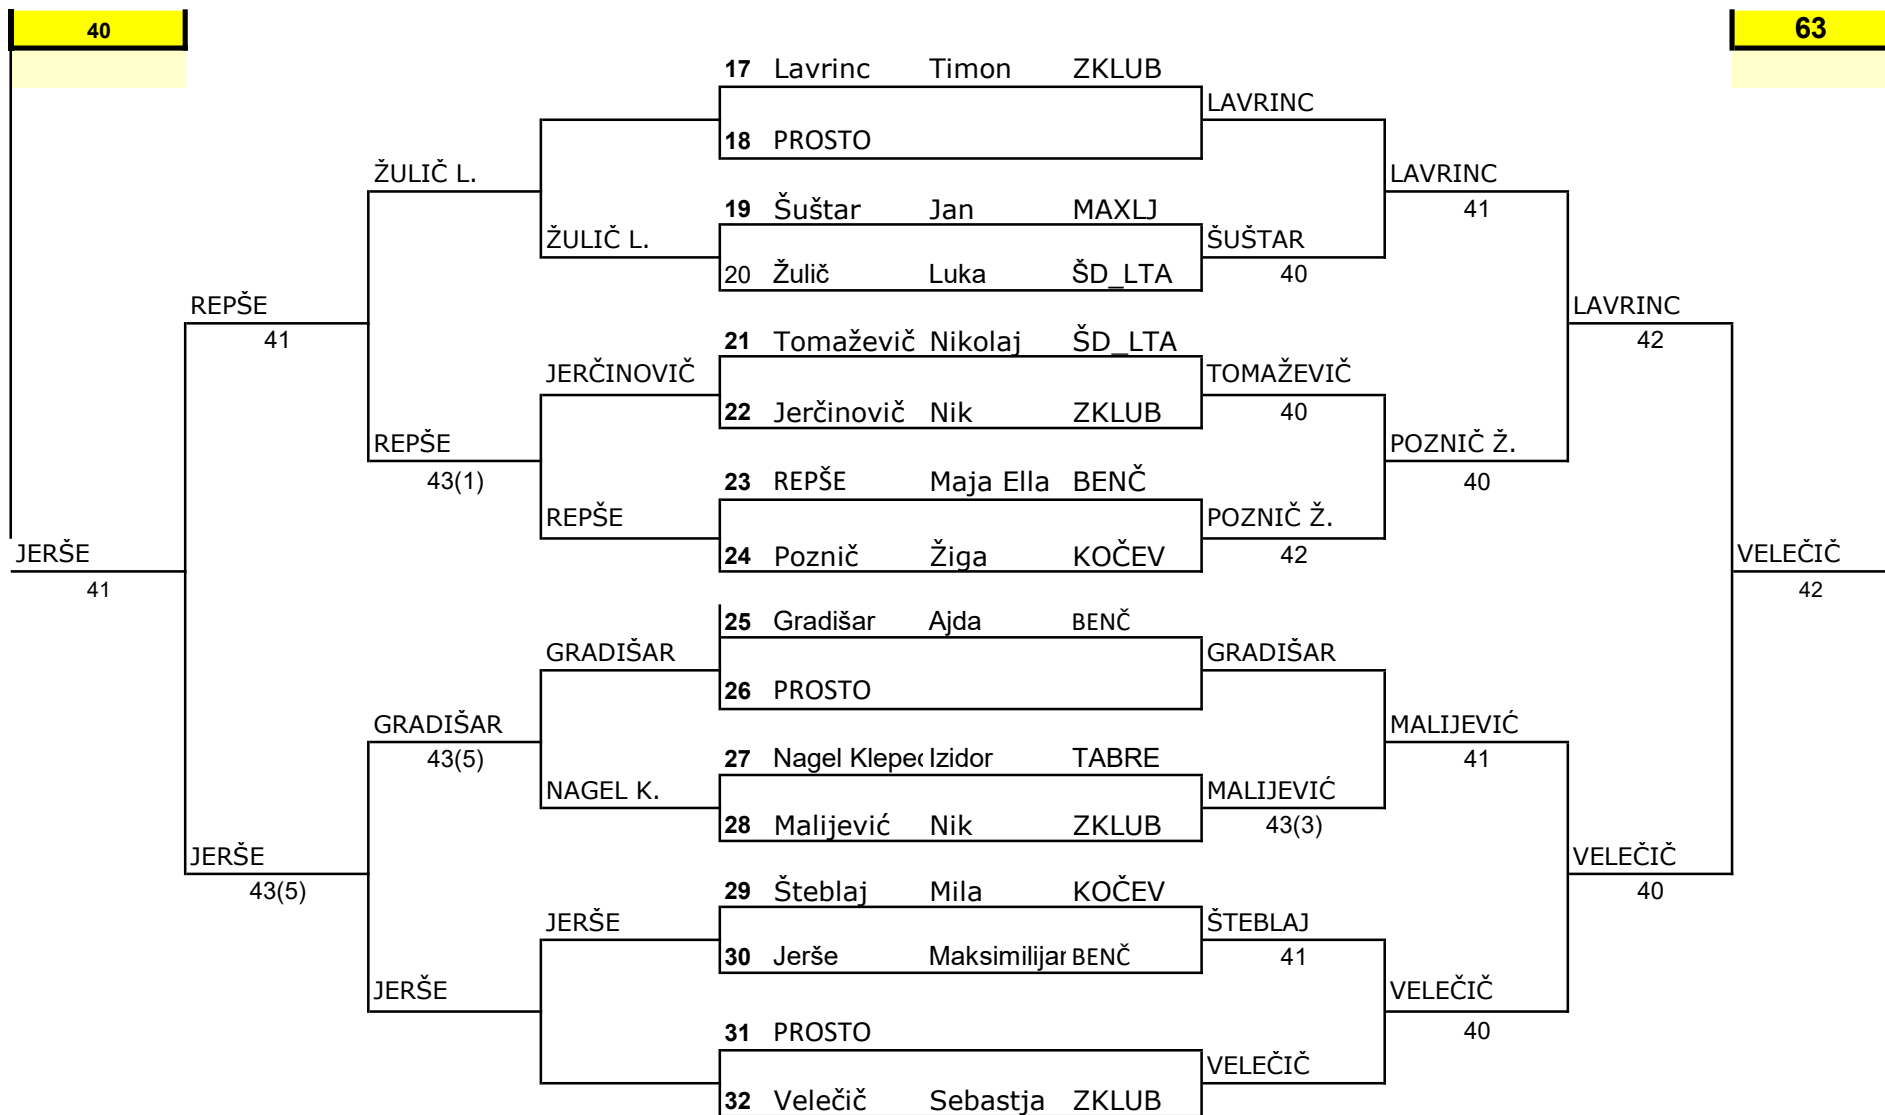 40 63
17 Lavrinc Timon ZKLUB
LAVRINC
18 PROSTO
ŽULIČ L. LAVRINC
19 Šuštar Jan MAXLJ 41
ŽULIČ L. ŠUŠTAR
20 Žulič Luka ŠD_LTA 40
REPŠE LAVRINC
41 21 Tomaževič Nikolaj ŠD_LTA 42
JERČINOVIČ TOMAŽEVIČ
22 Jerčinovič Nik ZKLUB 40
REPŠE POZNIČ Ž.
43(1) 23 REPŠE Maja Ella BENČ 40
REPŠE POZNIČ Ž.
JERŠE 24 Poznič Žiga KOČEV 42 VELEČIČ
41 42
25 Gradišar Ajda BENČ
GRADIŠAR GRADIŠAR
26 PROSTO
GRADIŠAR MALIJEVIĆ
43(5) 27 Nagel Klepec Izidor TABRE 41
NAGEL K. MALIJEVIĆ
28 Malijević Nik ZKLUB 43(3)
JERŠE VELEČIČ
43(5) 29 Šteblaj Mila KOČEV 40
JERŠE ŠTEBLAJ
30 Jerše Maksimilijan BENČ 41
JERŠE VELEČIČ
31 PROSTO 40
VELEČIČ
32 Velečič Sebastja ZKLUB